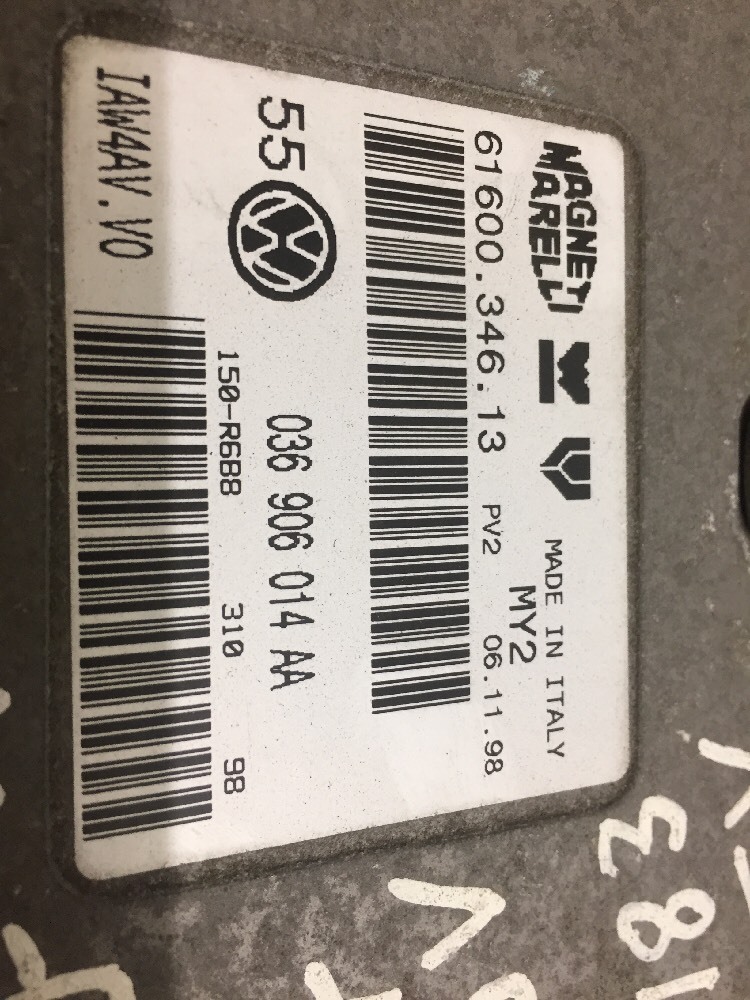 MAGNETI
MARELLI
MADE IN ITALY
MY2
61600.346.13 PV2 06.11.98
55
036 906 014 AA
150-R6BB 310 98
IAW4AV.V0